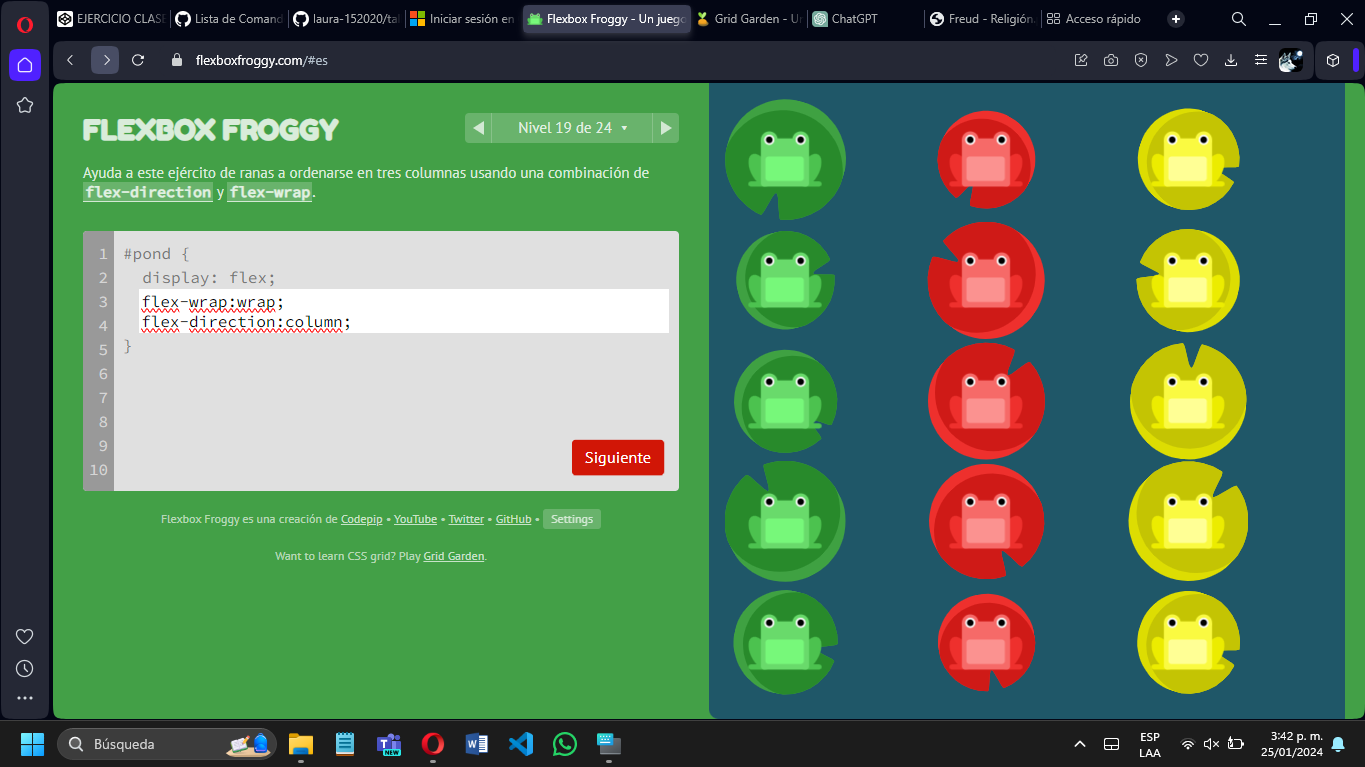 EJERCICIO CLASE
Lista de Comand
laura-152020/tal
Iniciar sesión en
Flexbox Froggy - Un juego
Grid Garden - Un
ChatGPT
Freud - Religión.
Acceso rápido
flexboxfroggy.com/#es
FLEXBOX FROGGY
Nivel 19 de 24
Ayuda a este ejército de ranas a ordenarse en tres columnas usando una combinación de
flex-direction y flex-wrap.
1 #pond {
2 display: flex;
3 flex-wrap:wrap;
4 flex-direction:column;
5 }
6
7
8
9
10
Siguiente
Flexbox Froggy es una creación de Codepip • YouTube • Twitter • GitHub • Settings
Want to learn CSS grid? Play Grid Garden.
Búsqueda
NEW
ESP
LAA
3:42 p. m.
25/01/2024